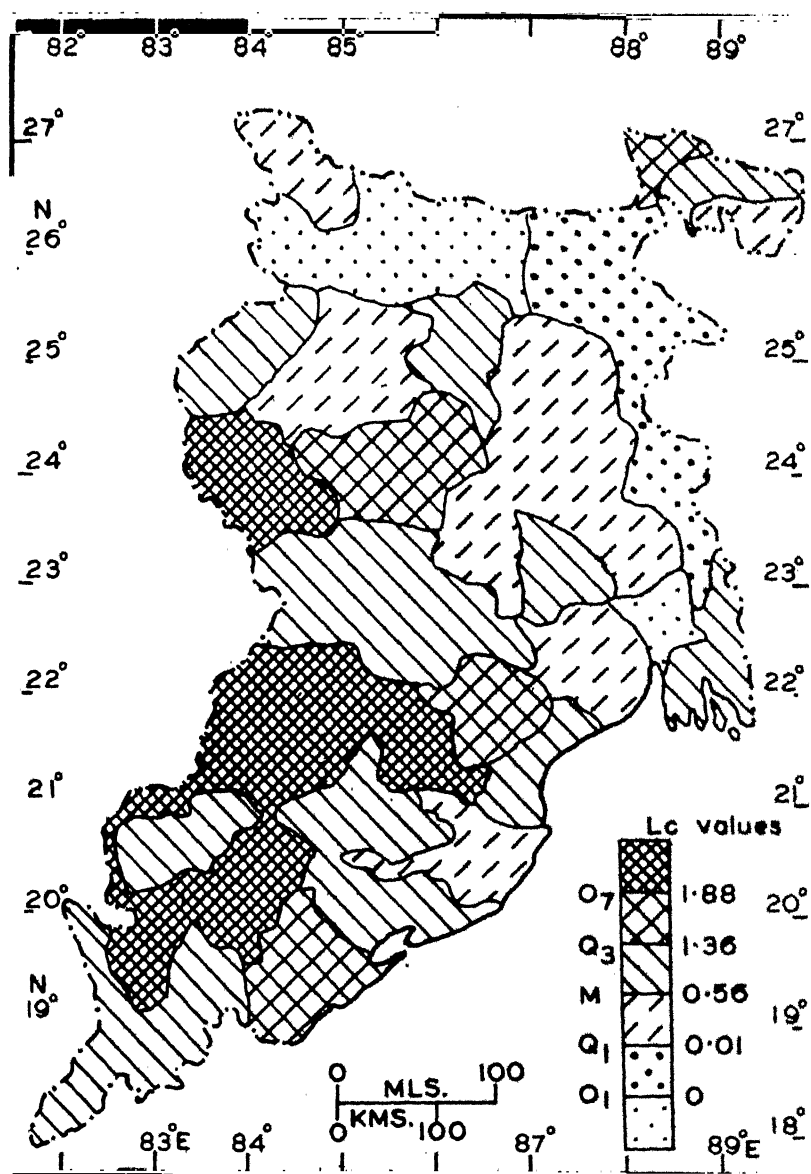 82° 83° 84° 85° 88° 89°
27° 27°
N
26° 26°
25° 25°
24° 24°
23° 23°
22° 22°
21° 21°
Lc values
20° O7 1·88 20°
Q3 1·36
N
19° M 0·56 19°
Q1 0·01
0 100
MLS.
O1 0
KMS.
0 100 18°
83°E 84° 87° 89°E